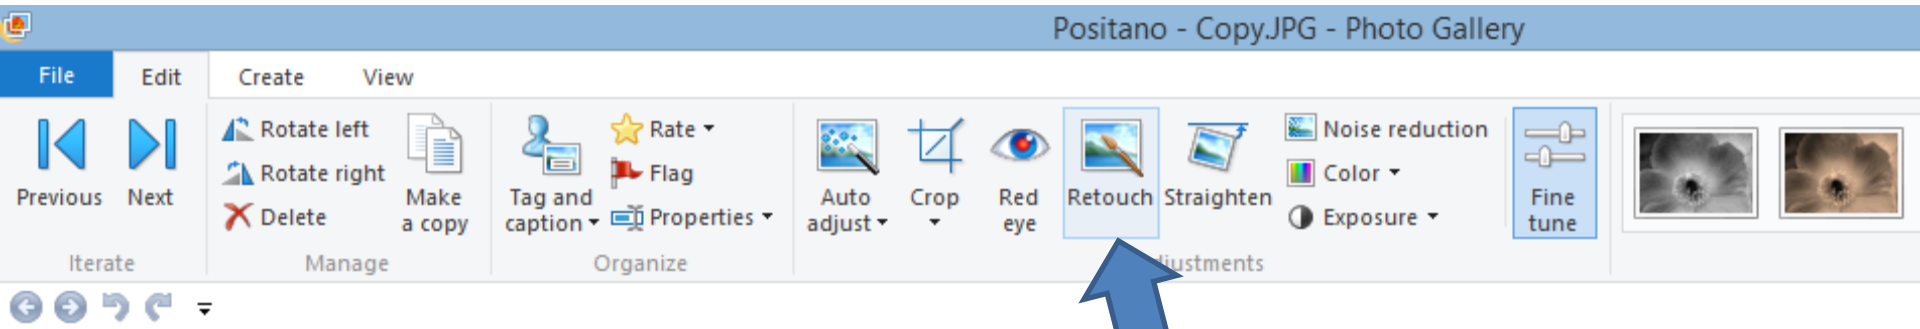 Positano - Copy.JPG - Photo Gallery
File
Edit
Create
View
Previous
Next
Rotate left
Rotate right
Delete
Make
a copy
Tag and
caption
Rate
Flag
Properties
Auto
adjust
Crop
Red
eye
Retouch
Straighten
Noise reduction
Color
Exposure
Fine
tune
Iterate
Manage
Organize
djustments